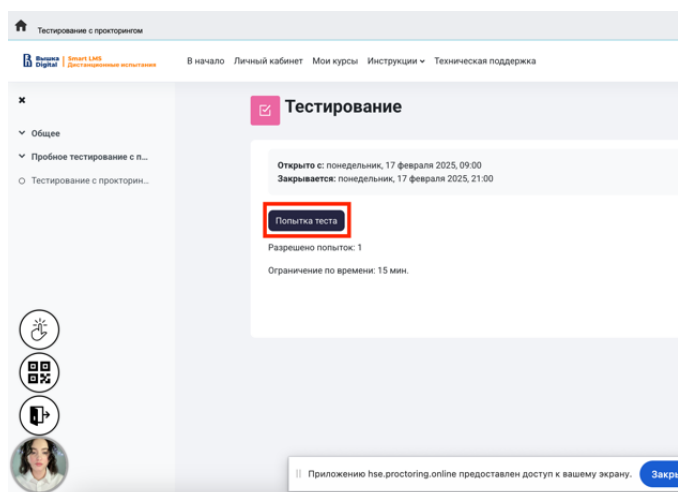 Тестирование с прокторингом
Вышка Digital | Smart LMS Дистанционные испытания
В начало Личный кабинет Мои курсы Инструкции Техническая поддержка
Тестирование
Общее
Пробное тестирование с п...
Тестирование с прокторин...
Открыто с: понедельник, 17 февраля 2025, 09:00
Закрывается: понедельник, 17 февраля 2025, 21:00
Попытка теста
Разрешено попыток: 1
Ограничение по времени: 15 мин.
Приложению hse.proctoring.online предоставлен доступ к вашему экрану.
Закры